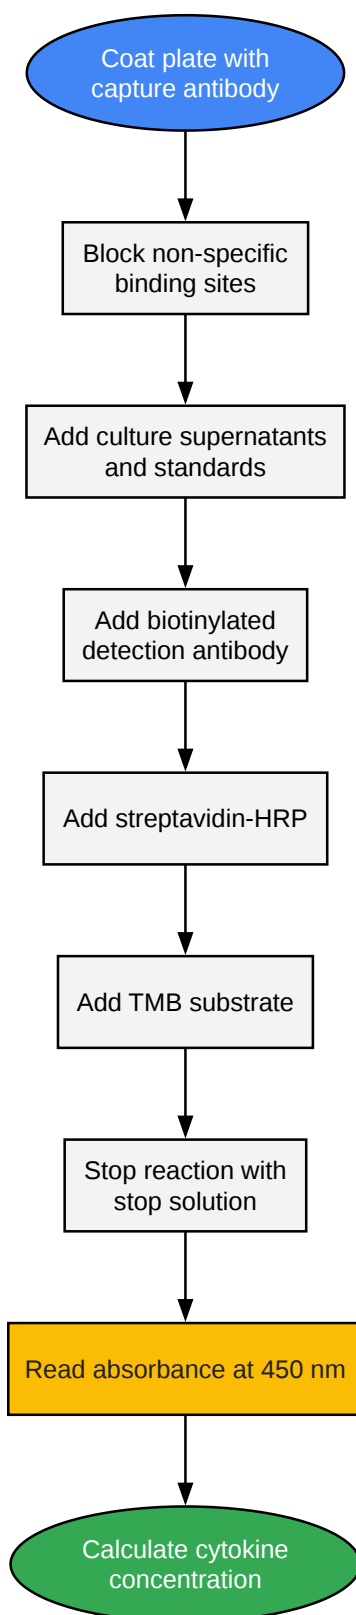 Coat plate with
capture antibody
Block non-specific
binding sites
Add culture supernatants
and standards
Add biotinylated
detection antibody
Add streptavidin-HRP
Add TMB substrate
Stop reaction with
stop solution
Read absorbance at 450 nm
Calculate cytokine
concentration